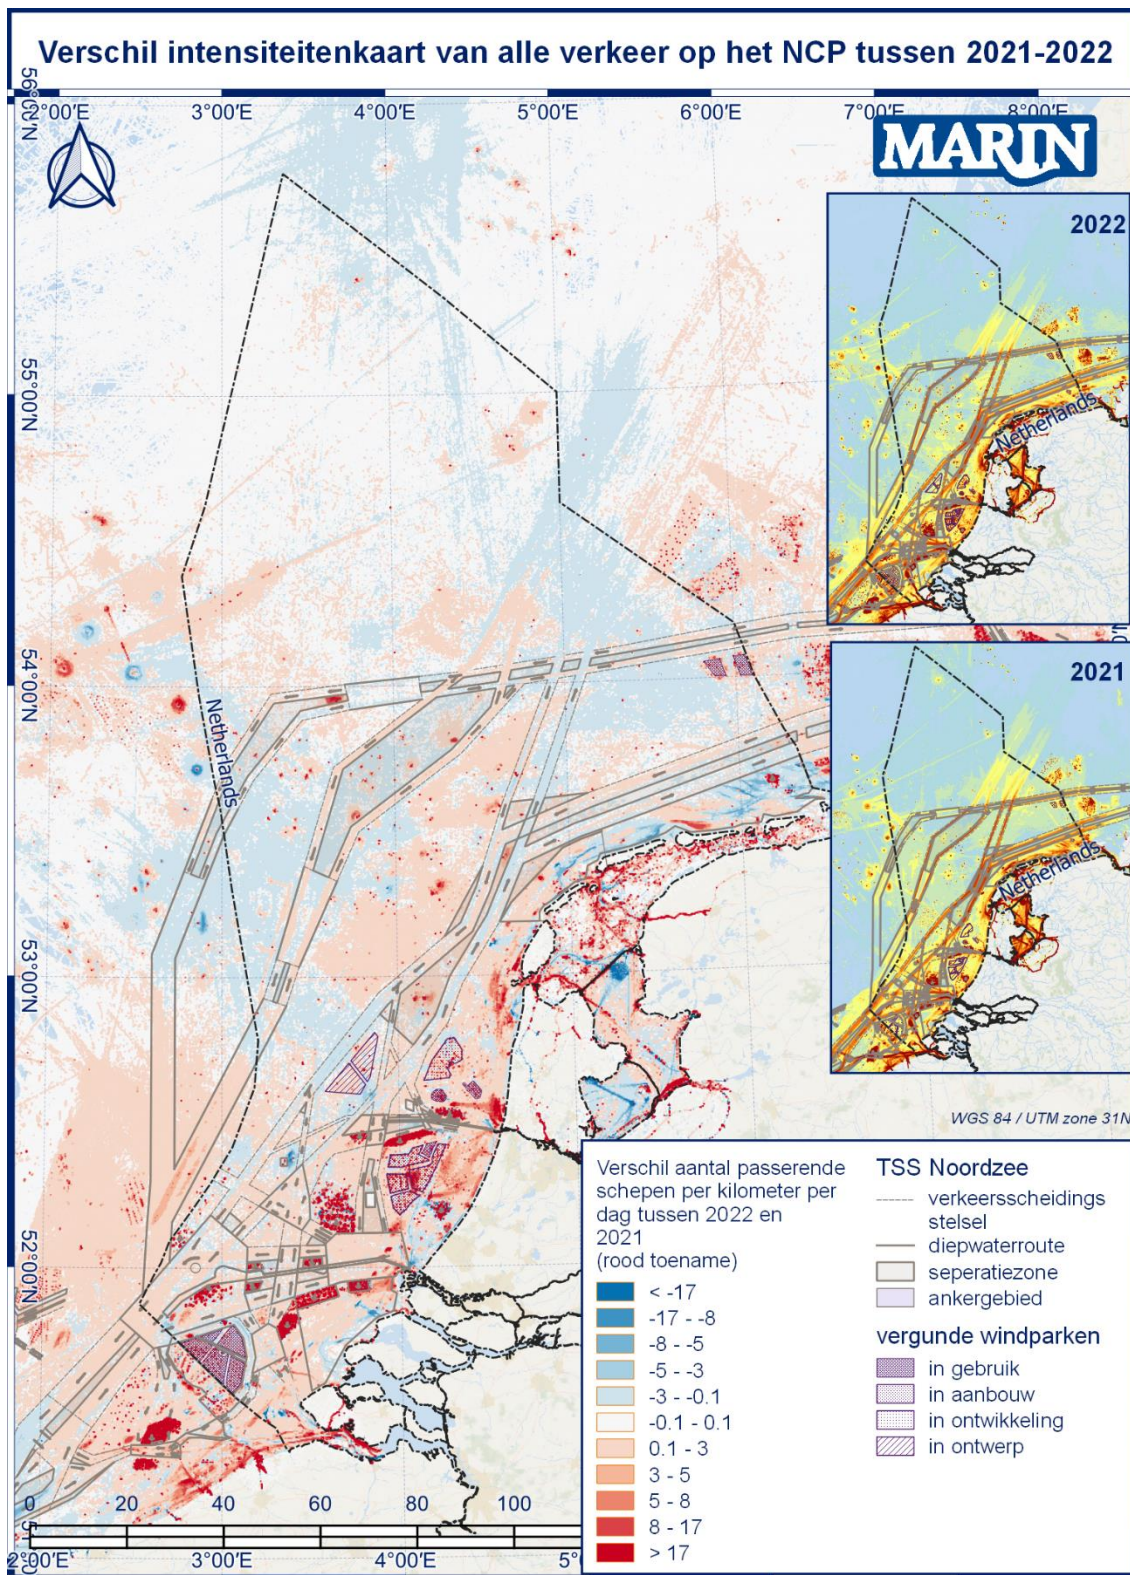 Verschil intensiteitenkaart van alle verkeer op het NCP tussen 2021-2022
2°00'E 3°00'E 4°00'E 5°00'E 6°00'E 7°00'E 8°00'E
56°00'N
MARIN
2022
Netherlands
55°00'N
2021
Netherlands
54°00'N
Netherlands
53°00'N
WGS 84 / UTM zone 31N
52°00'N
Verschil aantal passerende
schepen per kilometer per
dag tussen 2022 en
2021
(rood toename)
< -17
-17 - -8
-8 - -5
-5 - -3
-3 - -0.1
-0.1 - 0.1
0.1 - 3
3 - 5
5 - 8
8 - 17
> 17
TSS Noordzee
verkeersscheidings
stelsel
diepwaterroute
seperatiezone
ankergebied
vergunde windparken
in gebruik
in aanbouw
in ontwikkeling
in ontwerp
0 20 40 60 80 100
2°00'E 3°00'E 4°00'E